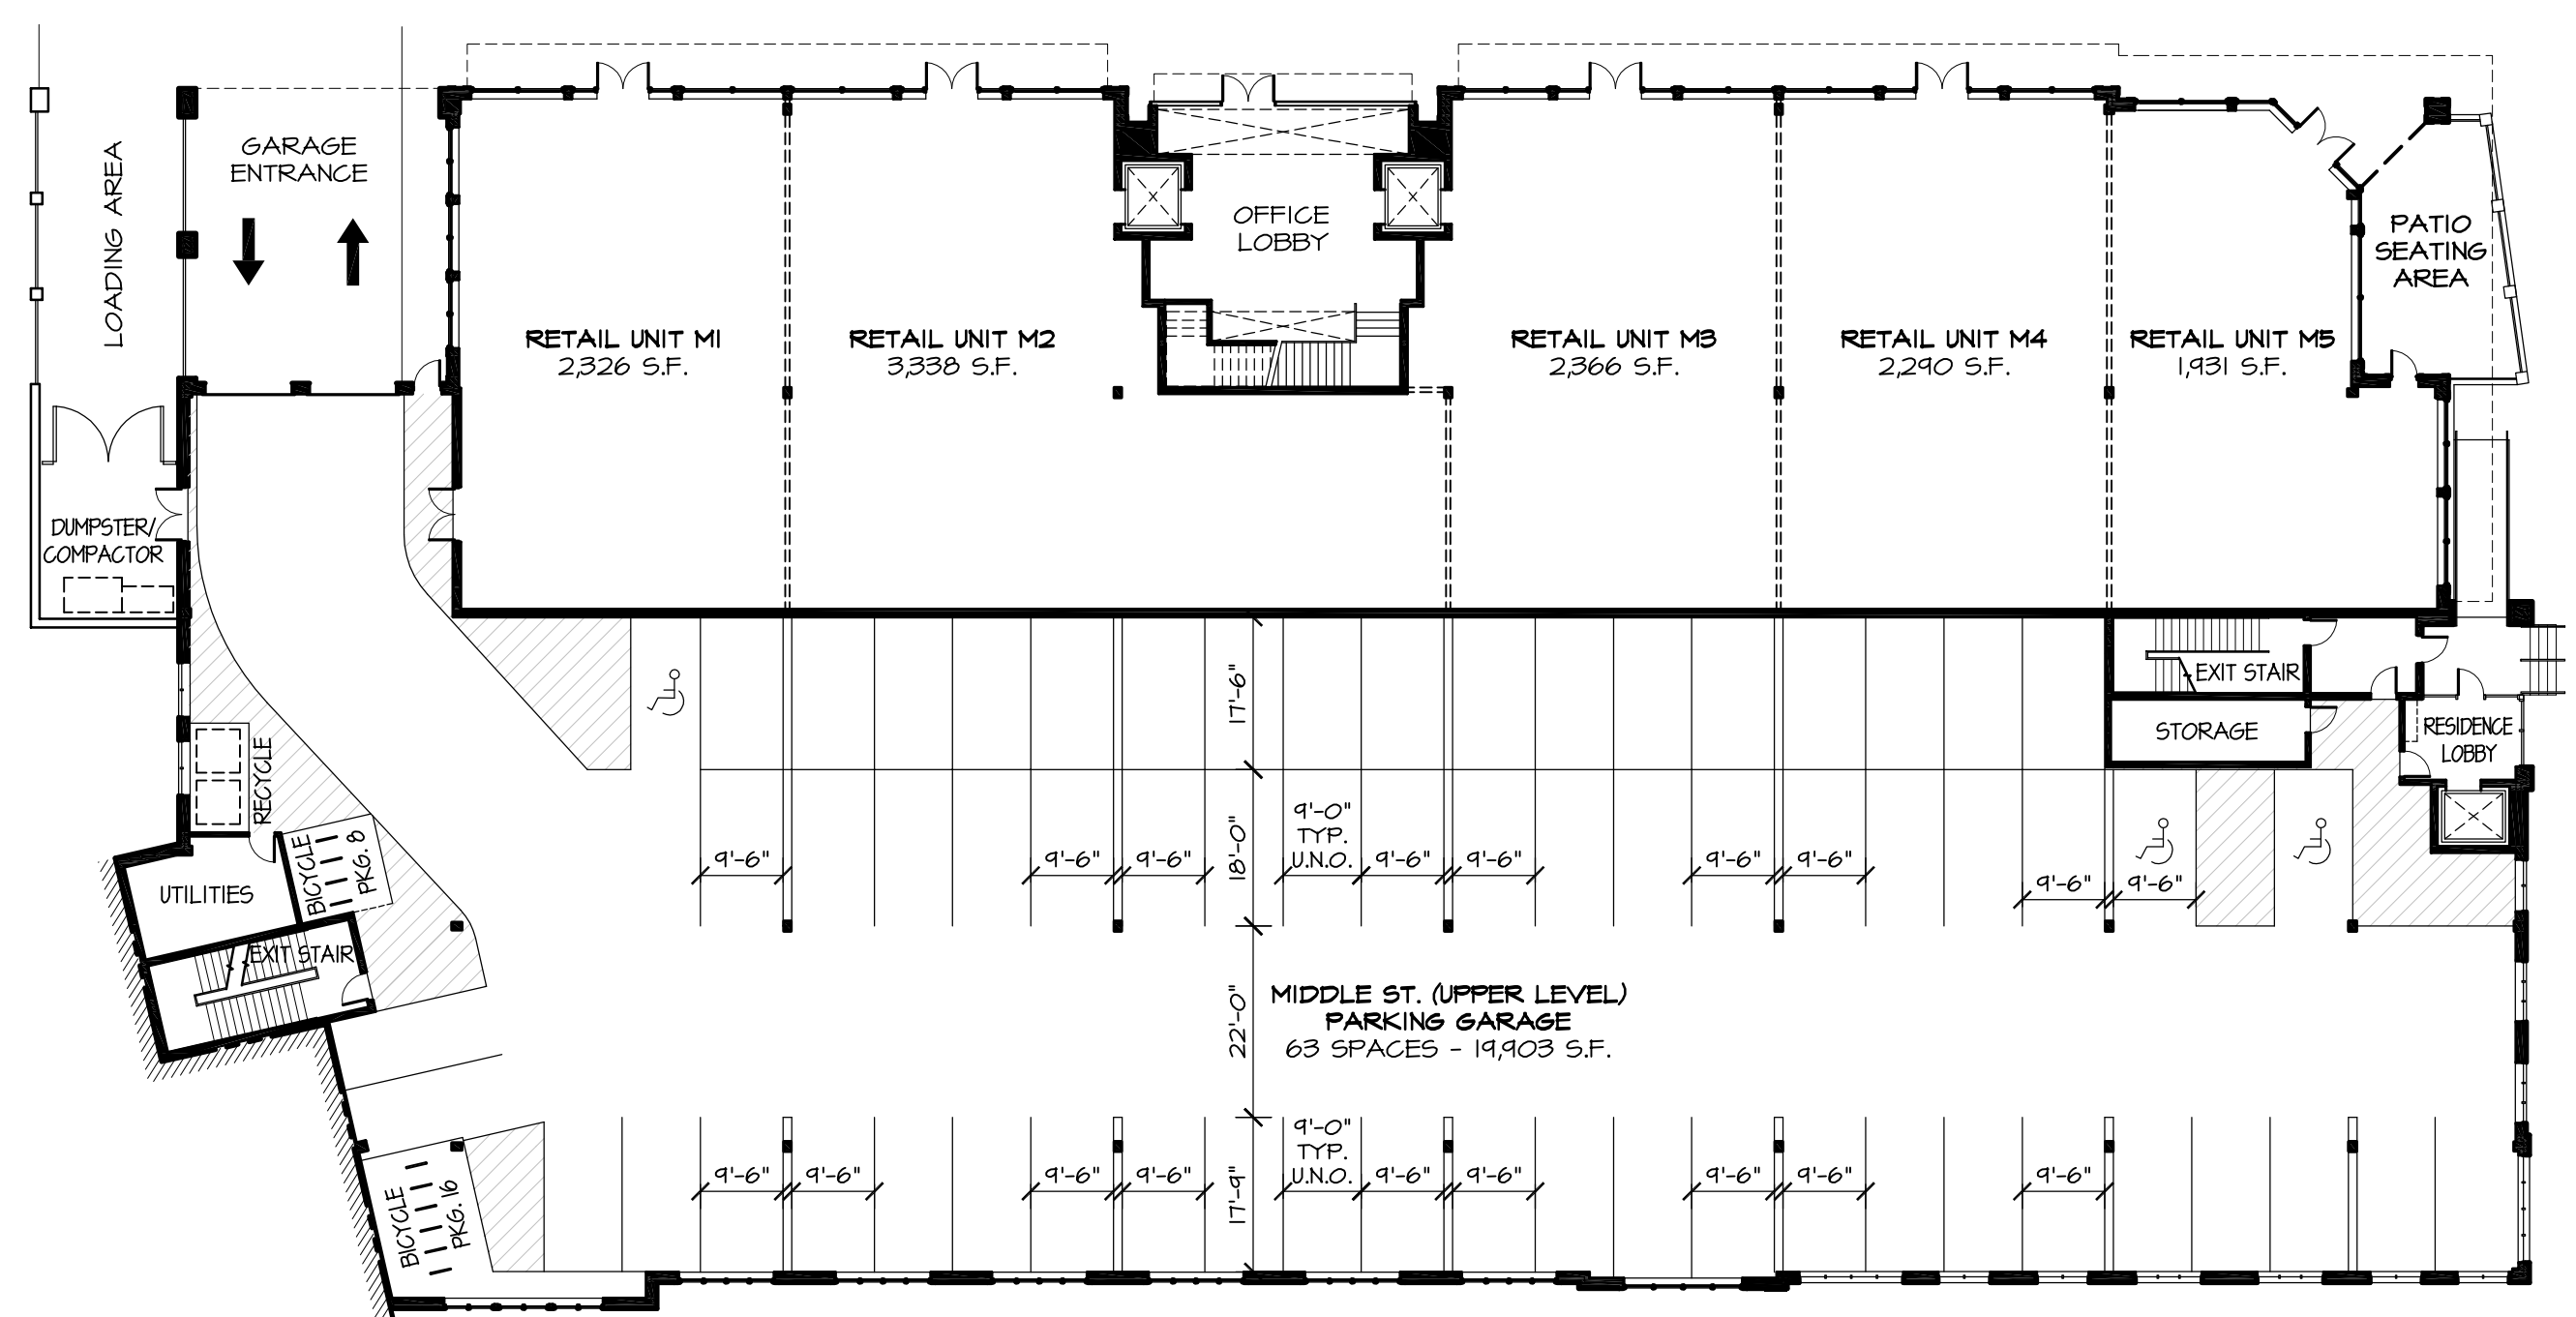 LOADING AREA
GARAGE
ENTRANCE
OFFICE
LOBBY
PATIO
SEATING
AREA
RETAIL UNIT M1
2,326 S.F.
RETAIL UNIT M2
3,338 S.F.
RETAIL UNIT M3
2,366 S.F.
RETAIL UNIT M4
2,290 S.F.
RETAIL UNIT M5
1,931 S.F.
DUMPSTER/
COMPACTOR
17'-6"
EXIT STAIR
STORAGE
RESIDENCE
LOBBY
RECYCLE
BICYCLE
PKG. 8
UTILITIES
EXIT STAIR
18'-0"
9'-6"
9'-6"
9'-6"
9'-0"
TYP.
U.N.O.
9'-6"
9'-6"
9'-6"
9'-6"
9'-6"
9'-6"
22'-0"
MIDDLE ST. (UPPER LEVEL)
PARKING GARAGE
63 SPACES - 19,903 S.F.
BICYCLE
PKG. 16
17'-9"
9'-6"
9'-6"
9'-6"
9'-6"
9'-0"
TYP.
U.N.O.
9'-6"
9'-6"
9'-6"
9'-6"
9'-6"